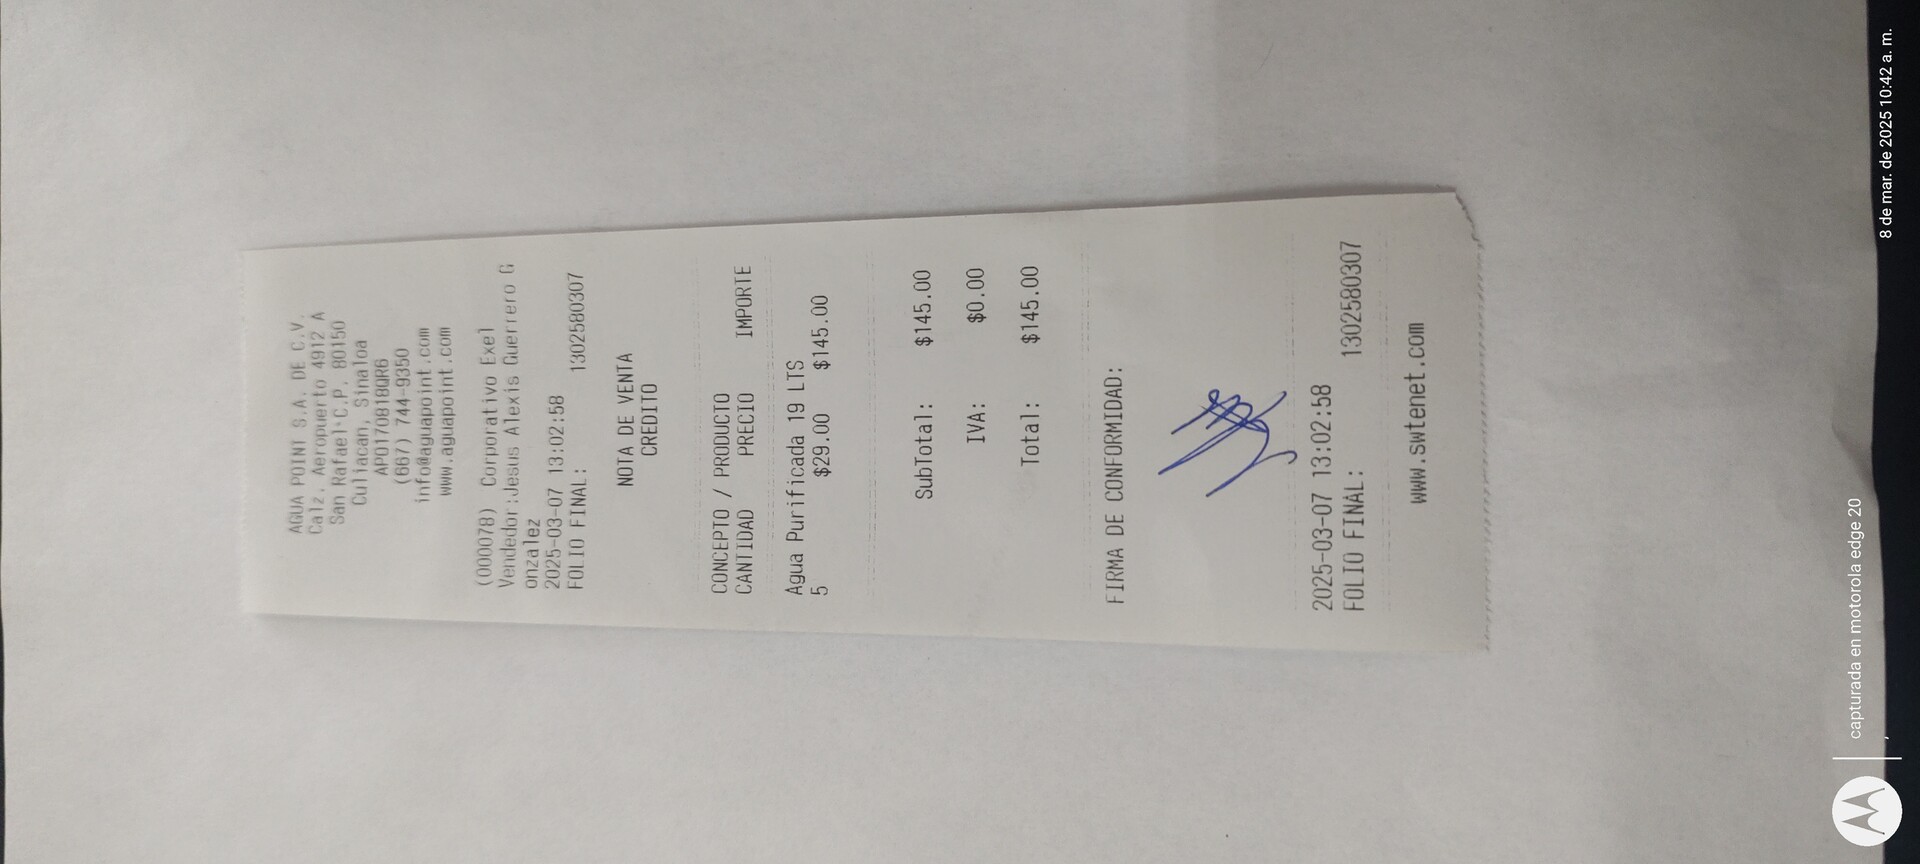 AGUA POINT S.A. DE C.V.
Calz. Aeropuerto 4912 A
San Rafael C.P. 80150
Culiacan, Sinaloa
APO170818QR6
(667) 744-9350
info@aguapoint.com
www.aguapoint.com
(000078) Corporativo Exel
Vendedor:Jesus Alexis Guerrero G
onzalez
2025-03-07 13:02:58
FOLIO FINAL: 1302580307
NOTA DE VENTA
CREDITO
CONCEPTO / PRODUCTO
CANTIDAD PRECIO IMPORTE
Agua Purificada 19 LTS
5 $29.00 $145.00
SubTotal: $145.00
IVA: $0.00
Total: $145.00
FIRMA DE CONFORMIDAD:
2025-03-07 13:02:58
FOLIO FINAL: 1302580307
www.swtenet.com
capturada en motorola edge 20
8 de mar. de 2025 10:42 a. m.